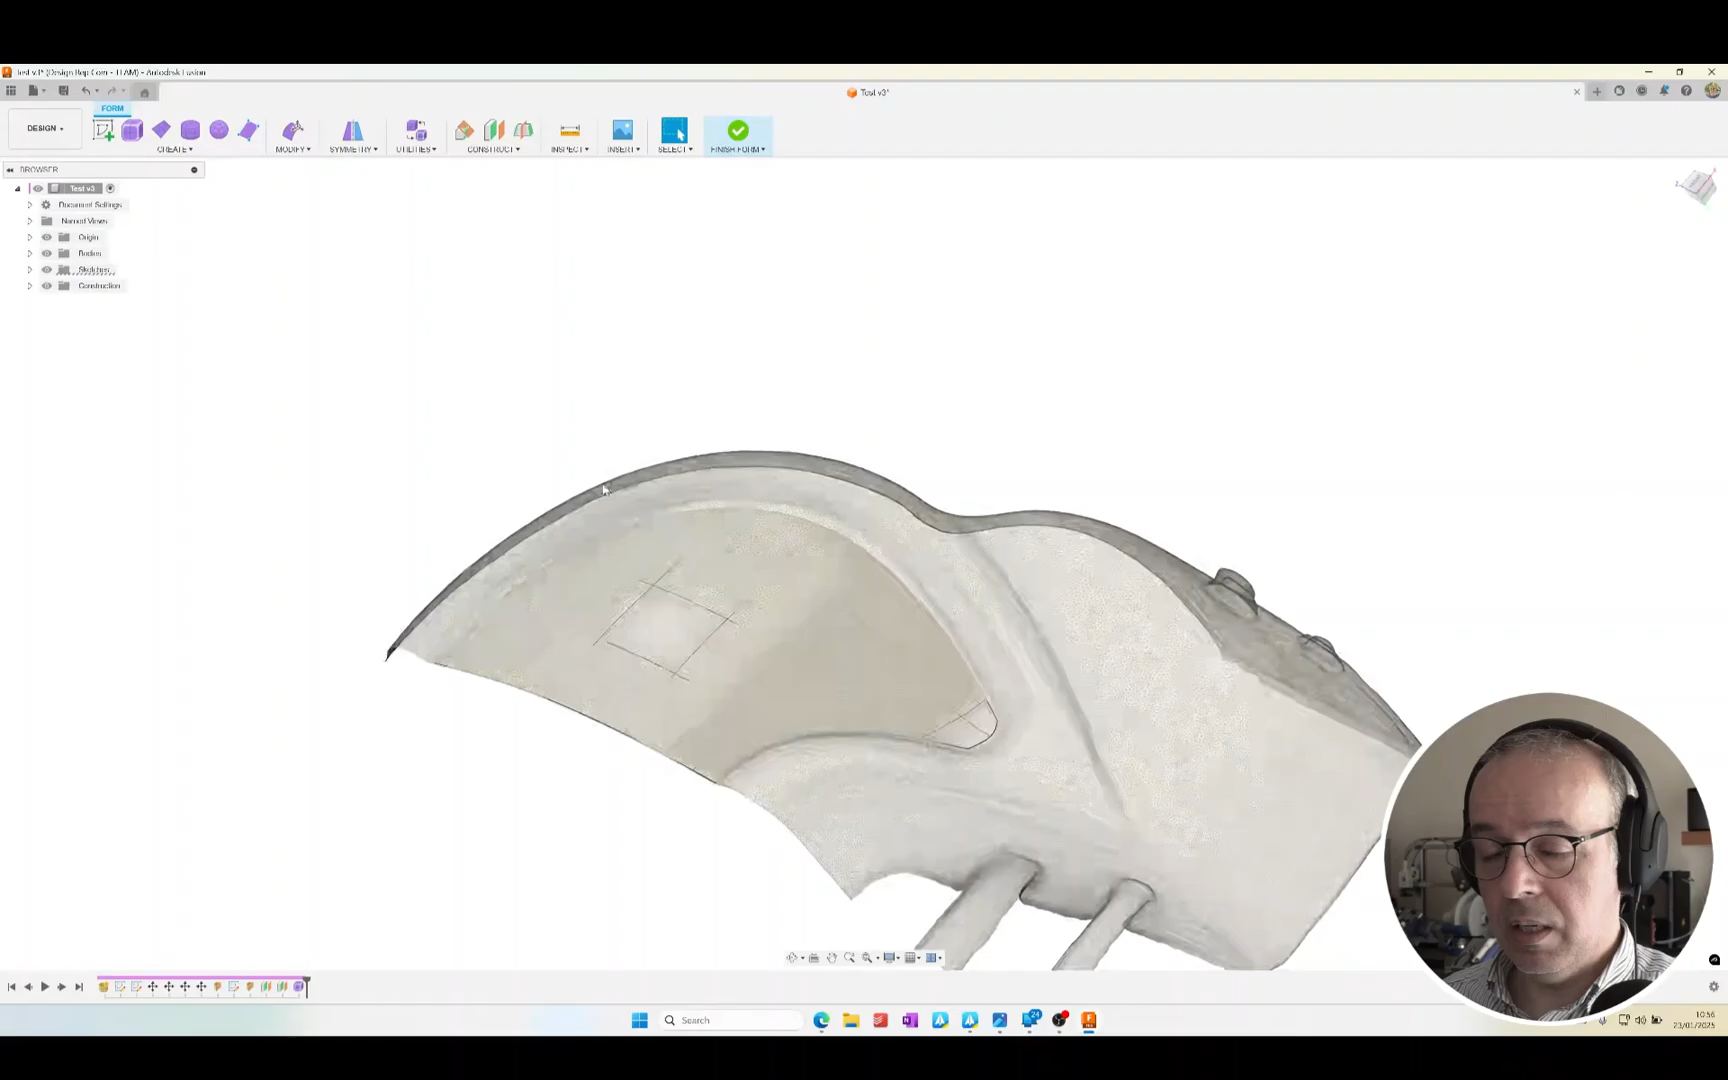 Test v3* (Design Rep Com - TEAM) - Autodesk Fusion
Test v3*
FORM
DESIGN
CREATE
MODIFY
SYMMETRY
UTILITIES
CONSTRUCT
INSPECT
INSERT
SELECT
FINISH FORM
BROWSER
Test v3
Document Settings
Named Views
Origin
Bodies
Sketches
Construction
Search
24
10:56
23/01/2025